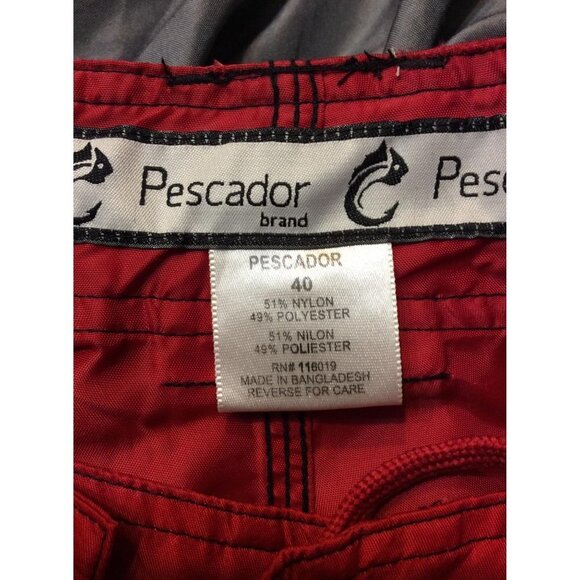 Pescador
brand
Pes
PESCADOR
40
51% NYLON
49% POLYESTER
51% NILON
49% POLIESTER
RN# 116019
MADE IN BANGLADESH
REVERSE FOR CARE